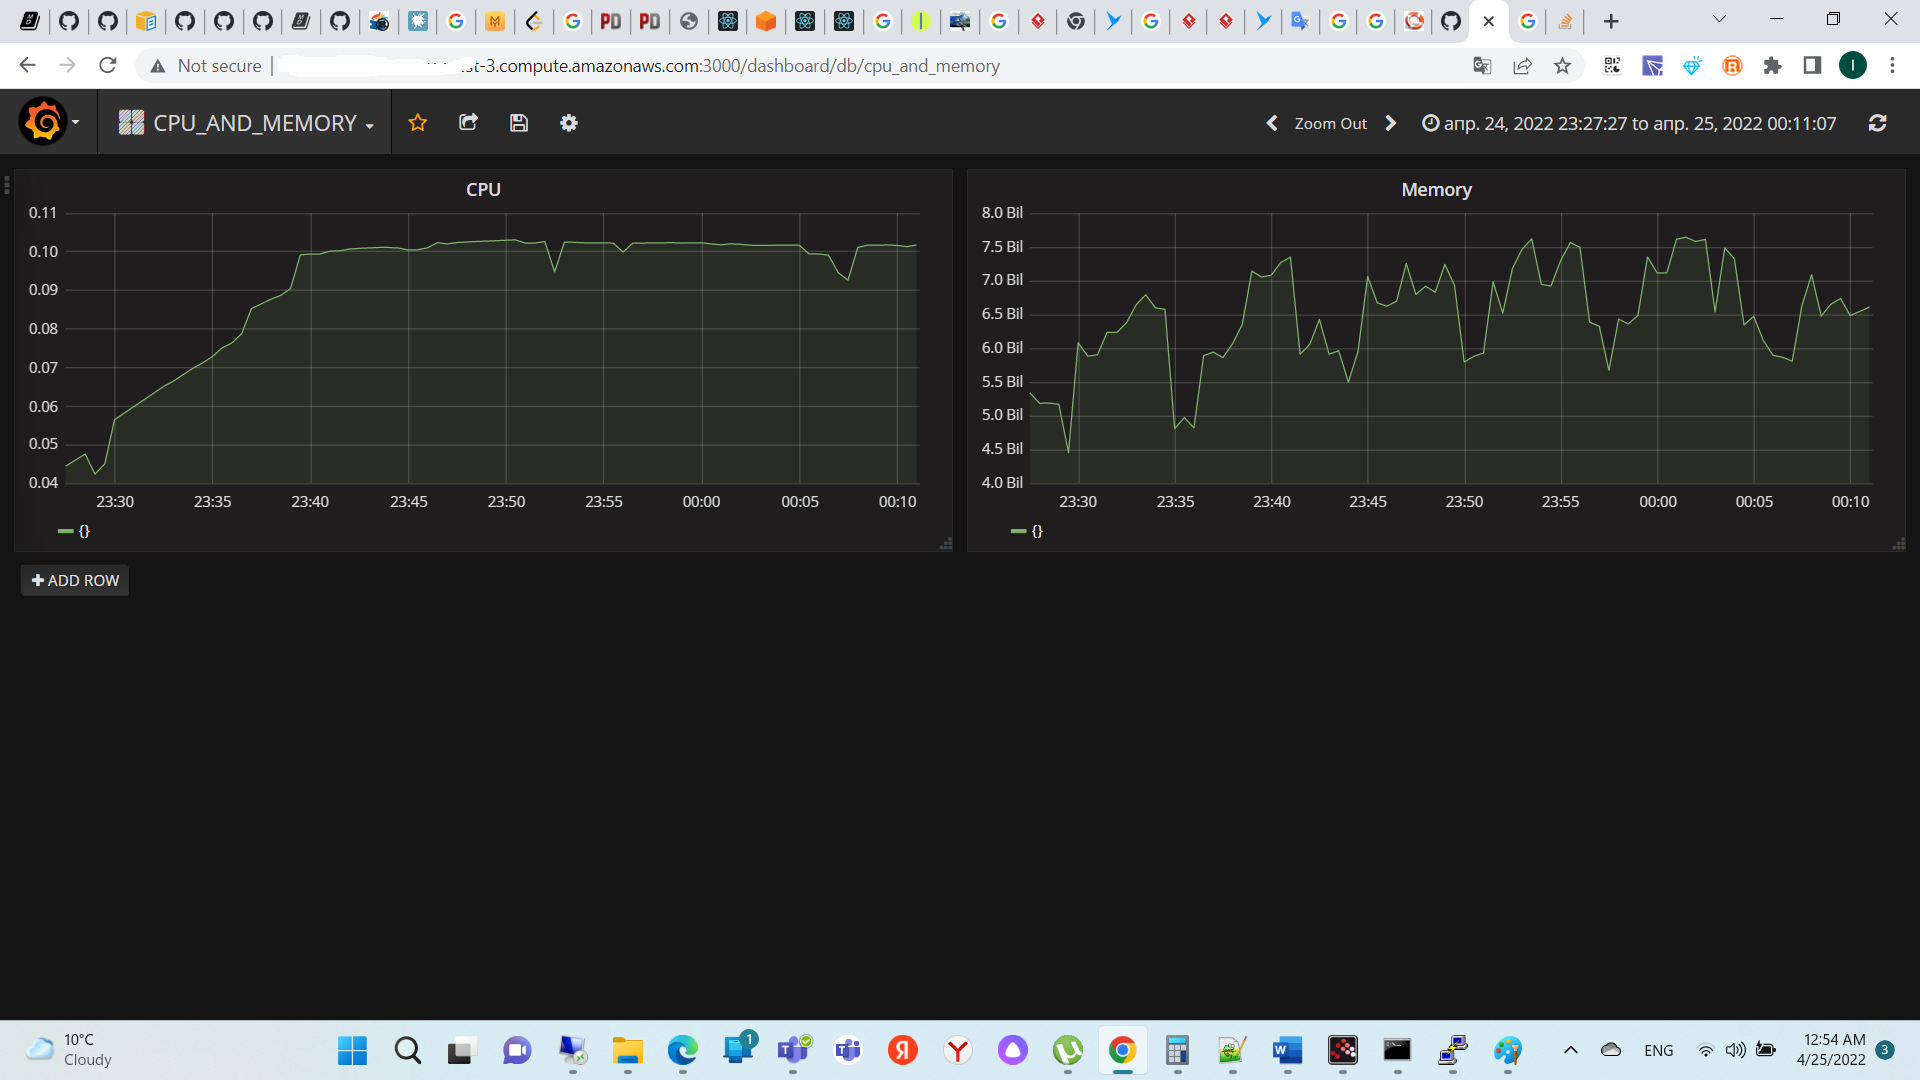 Not secure
st-3.compute.amazonaws.com:3000/dashboard/db/cpu_and_memory
CPU_AND_MEMORY
Zoom Out
апр. 24, 2022 23:27:27 to апр. 25, 2022 00:11:07
CPU
0.11
0.10
0.09
0.08
0.07
0.06
0.05
0.04
23:30 23:35 23:40 23:45 23:50 23:55 00:00 00:05 00:10
{}
Memory
8.0 Bil
7.5 Bil
7.0 Bil
6.5 Bil
6.0 Bil
5.5 Bil
5.0 Bil
4.5 Bil
4.0 Bil
23:30 23:35 23:40 23:45 23:50 23:55 00:00 00:05 00:10
{}
ADD ROW
10°C
Cloudy
1
ENG
12:54 AM
4/25/2022
3